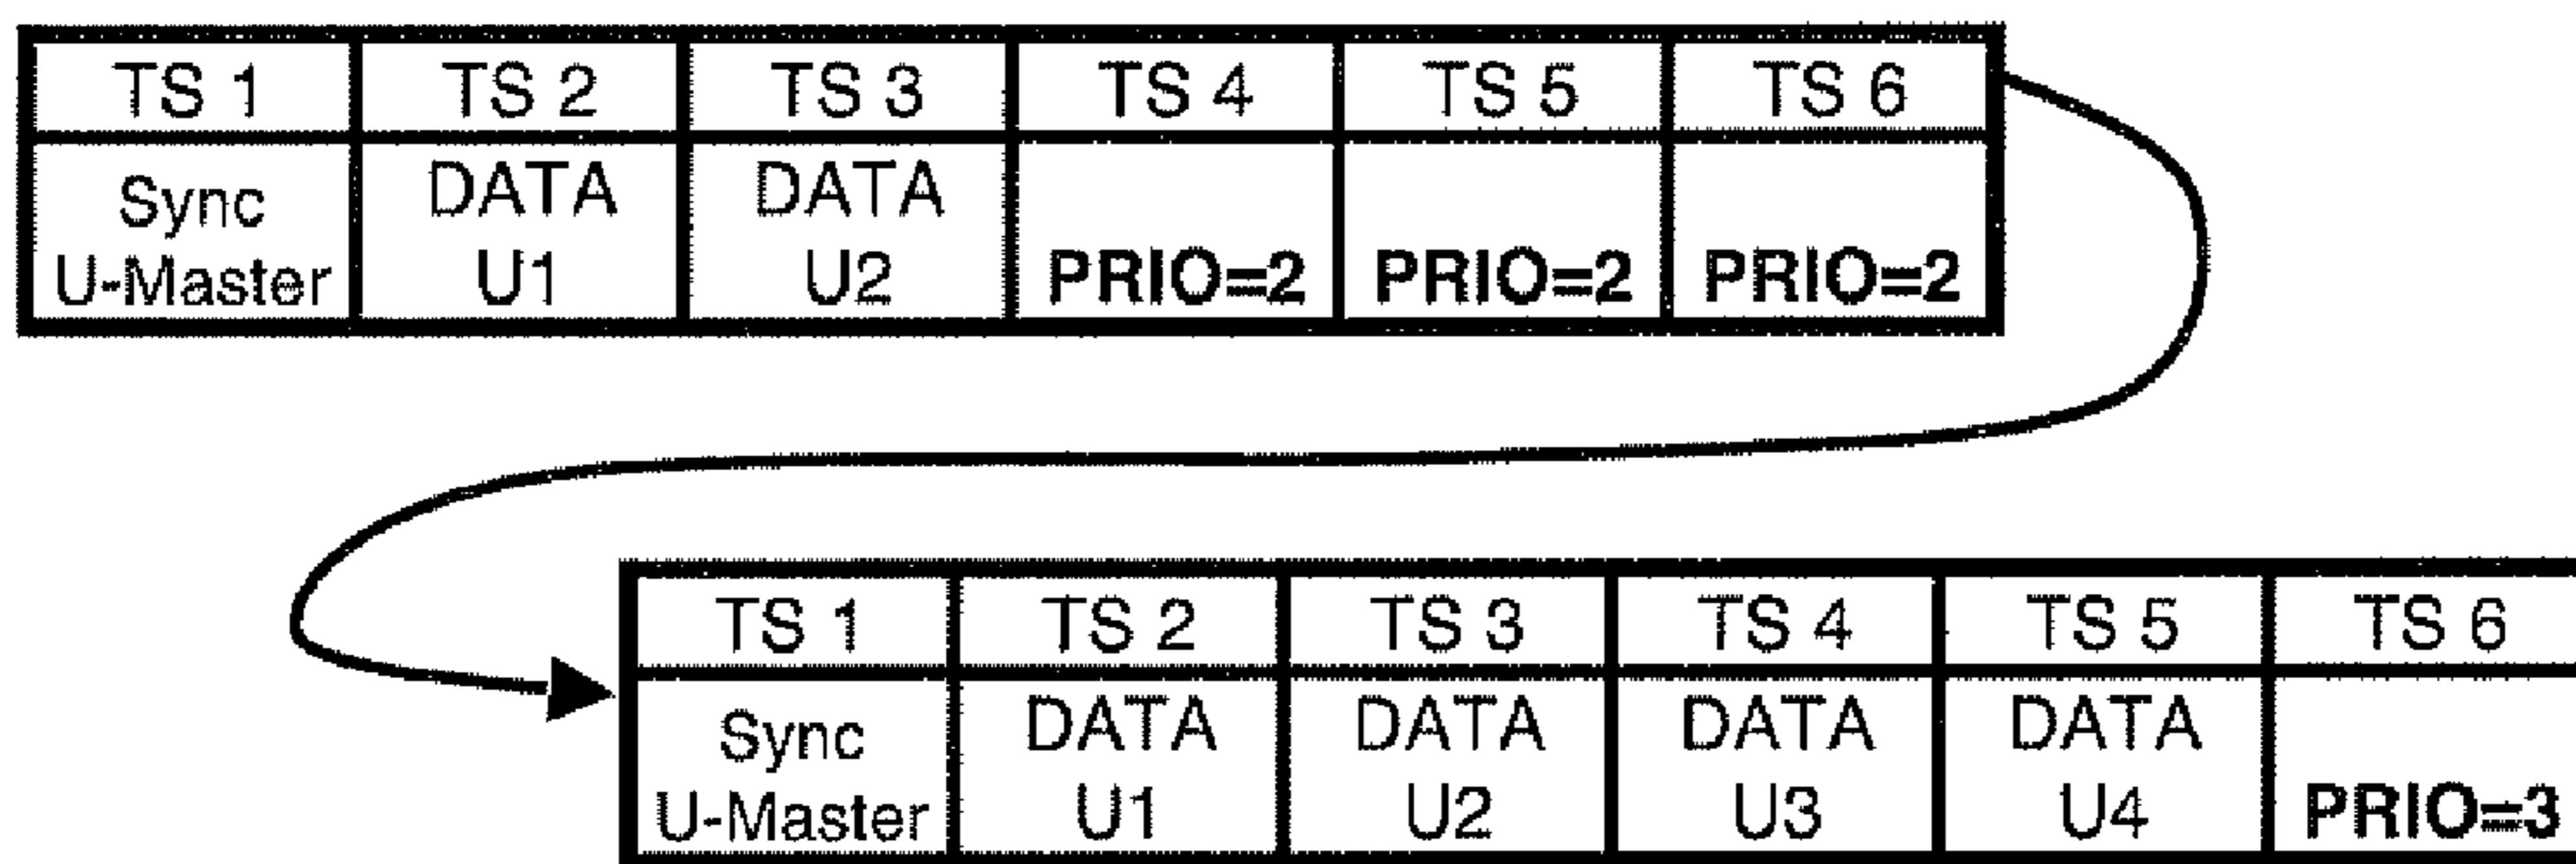 TS 1 TS 2 TS 3 TS 4 TS 5 TS 6
Sync DATA DATA
U-Master U1 U2 PRIO=2 PRIO=2 PRIO=2
TS 1 TS 2 TS 3 TS 4 TS 5 TS 6
Sync DATA DATA DATA DATA
U-Master U1 U2 U3 U4 PRIO=3